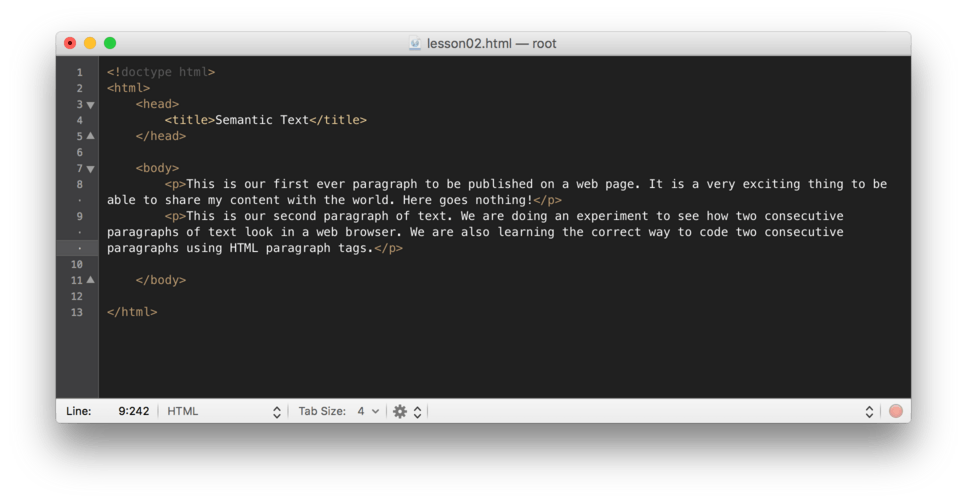 lesson02.html — root
1 <!doctype html>
2 <html>
3 <head>
4 <title>Semantic Text</title>
5 </head>
6
7 <body>
8 <p>This is our first ever paragraph to be published on a web page. It is a very exciting thing to be
able to share my content with the world. Here goes nothing!</p>
9 <p>This is our second paragraph of text. We are doing an experiment to see how two consecutive
paragraphs of text look in a web browser. We are also learning the correct way to code two consecutive
paragraphs using HTML paragraph tags.</p>
10
11 </body>
12
13 </html>
Line: 9:242 HTML Tab Size: 4